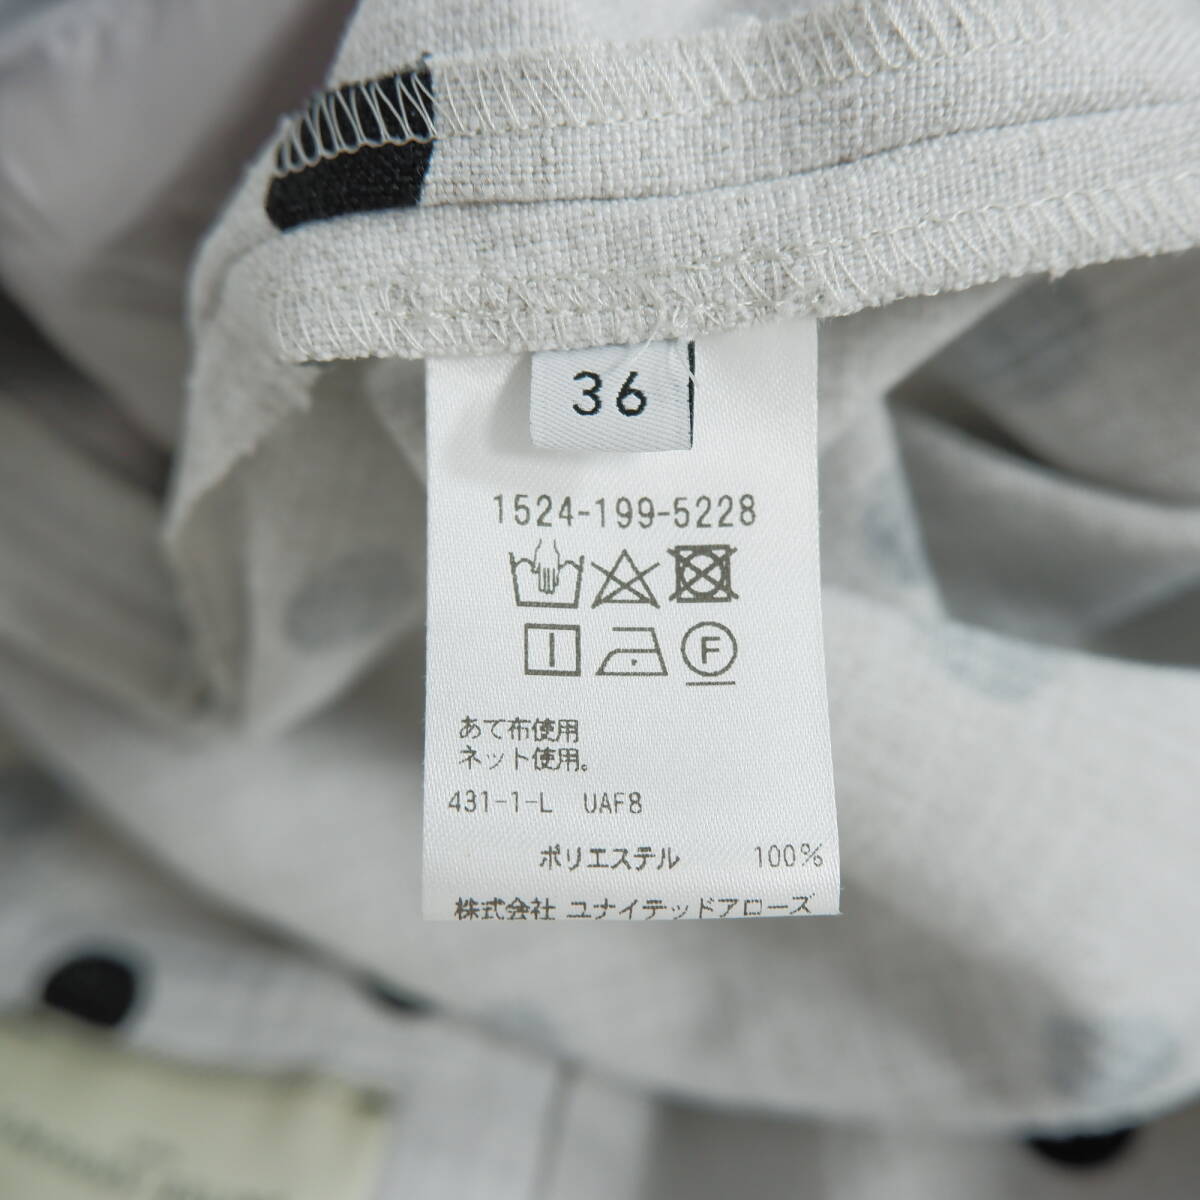 36
1524-199-5228
F
あて布使用
ネット使用。
431-1-L UAF8
ポリエステル 100%
株式会社 ユナイテッドアローズ